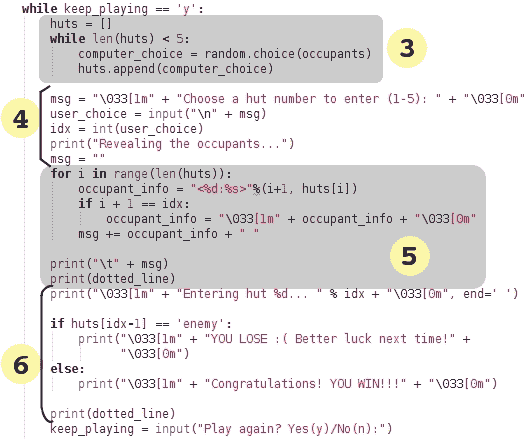 while keep_playing == 'y':
huts = []
while len(huts) < 5:
computer_choice = random.choice(occupants)
huts.append(computer_choice)
3
4
msg = "\033[1m" + "Choose a hut number to enter (1-5): " + "\033[0m"
user_choice = input("\n" + msg)
idx = int(user_choice)
print("Revealing the occupants...")
msg = ""
for i in range(len(huts)):
occupant_info = "<%d:%s>"%(i+1, huts[i])
if i + 1 == idx:
occupant_info = "\033[1m" + occupant_info + "\033[0m"
msg += occupant_info + " "
5
print("\t" + msg)
print(dotted_line)
print("\033[1m" + "Entering hut %d... " % idx + "\033[0m", end=' ')
6
if huts[idx-1] == 'enemy':
print("\033[1m" + "YOU LOSE :( Better luck next time!" +
"\033[0m")
else:
print("\033[1m" + "Congratulations! YOU WIN!!!" + "\033[0m")
print(dotted_line)
keep_playing = input("Play again? Yes(y)/No(n):")